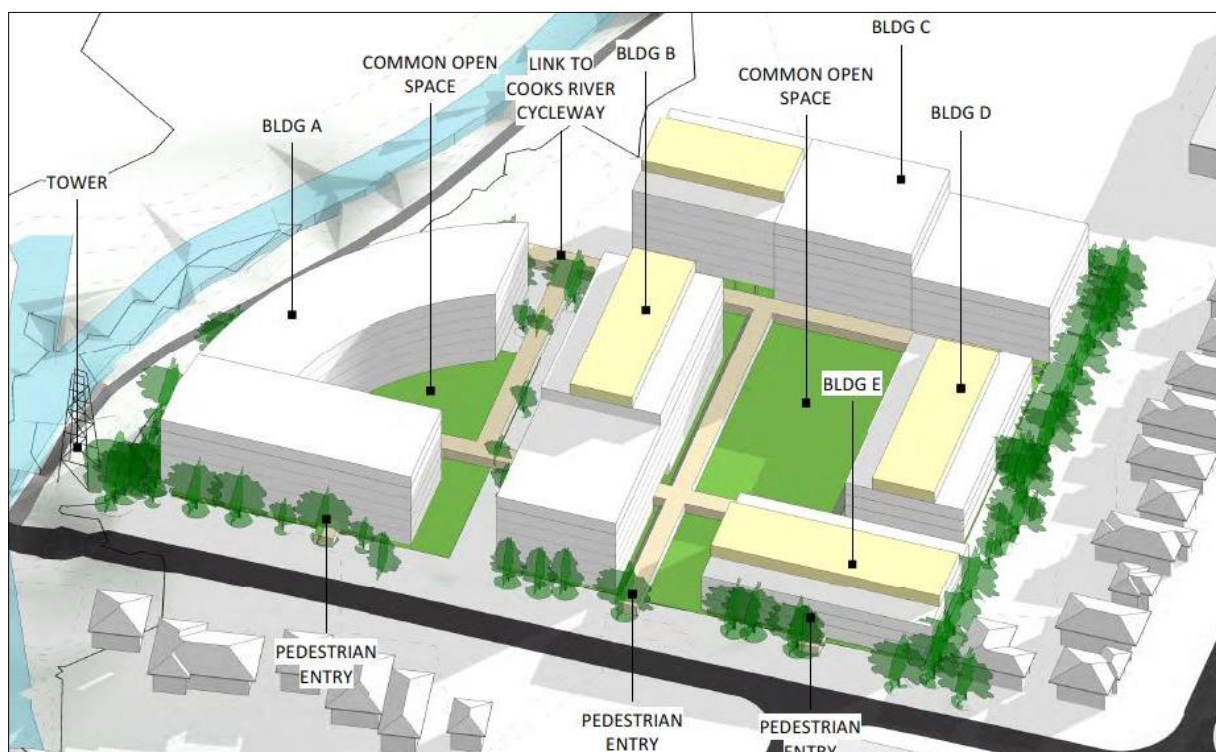 BLDG C
BLDG B
COMMON OPEN
SPACE
LINK TO
COOKS RIVER
CYCLEWAY
COMMON OPEN
SPACE
BLDG D
BLDG A
TOWER
BLDG E
PEDESTRIAN
ENTRY
PEDESTRIAN
ENTRY
PEDESTRIAN
ENTRY